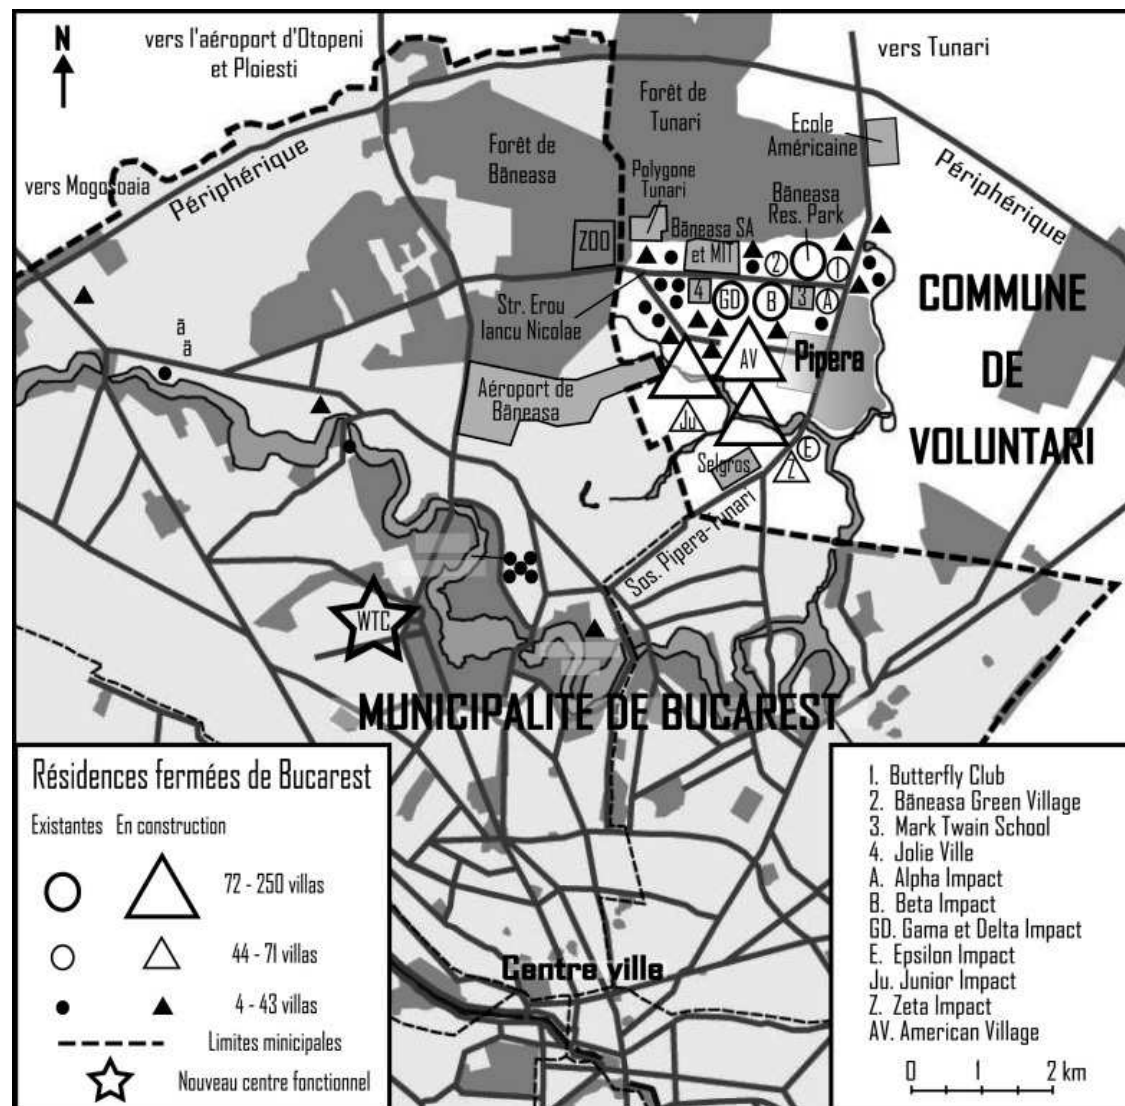 N
vers l'aéroport d'Otopeni
et Ploiesti
vers Tunari
Forêt de
Tunari
Ecole
Américaine
Forêt de
Băneasa
Périphérique
Périphérique
vers Mogosoaia
Polygone
Tunari
Băneasa
Res. Park
ZOO
Băneasa SA
et MIT
2
1
4
GD
B
3
A
COMMUNE
DE
VOLUNTARI
Str. Erou
Iancu Nicolae
ă
ă
AV
Pipera
Aéroport de
Băneasa
Ju
E
Selgros
Z
Sos. Pipera-Tunari
WTC
MUNICIPALITE DE BUCAREST
Centre ville
Résidences fermées de Bucarest
Existantes En construction
72 - 250 villas
44 - 71 villas
4 - 43 villas
Limites minicipales
Nouveau centre fonctionnel
1. Butterfly Club
2. Băneasa Green Village
3. Mark Twain School
4. Jolie Ville
A. Alpha Impact
B. Beta Impact
GD. Gama et Delta Impact
E. Epsilon Impact
Ju. Junior Impact
Z. Zeta Impact
AV. American Village
0 1 2 km